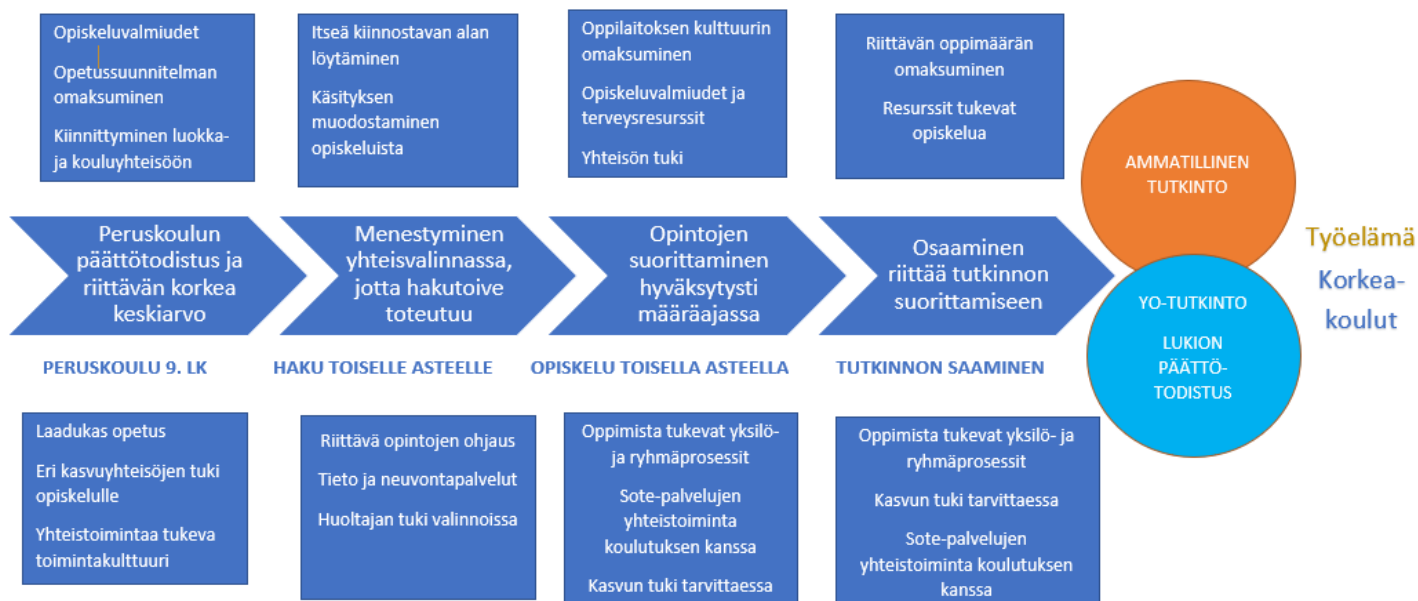 Opiskeluvalmiudet
Opetussuunnitelman
omaksuminen
Kiinnittyminen luokka-
ja kouluyhteisöön
Itseä kiinnostavan alan
löytäminen
Käsityksen
muodostaminen
opiskeluista
Oppilaitoksen kulttuurin
omaksuminen
Opiskeluvalmiudet ja
terveysresurssit
Yhteisön tuki
Riittävän oppimäärän
omaksuminen
Resurssit tukevat
opiskelua
Peruskoulun
päättötodistus ja
riittävän korkea
keskiarvo
Menestyminen
yhteisvalinnassa,
jotta hakutoive
toteutuu
Opintojen
suorittaminen
hyväksytysti
määräajassa
Osaaminen
riittää tutkinnon
suorittamiseen
AMMATILLINEN
TUTKINTO
YO-TUTKINTO
LUKION
PÄÄTTÖ-
TODISTUS
Työelämä
Korkea-
koulut
PERUSKOULU 9. LK
HAKU TOISELLE ASTEELLE
OPISKELU TOISELLA ASTEELLA
TUTKINNON SAAMINEN
Laadukas opetus
Eri kasvuyhteisöjen tuki
opiskelulle
Yhteistoimintaa tukeva
toimintakulttuuri
Riittävä opintojen ohjaus
Tieto ja neuvontapalvelut
Huoltajan tuki valinnoissa
Oppimista tukevat yksilö-
ja ryhmäprosessit
Sote-palvelujen
yhteistoiminta
koulutuksen kanssa
Kasvun tuki tarvittaessa
Oppimista tukevat yksilö- ja
ryhmäprosessit
Kasvun tuki tarvittaessa
Sote-palvelujen
yhteistoiminta koulutuksen
kanssa